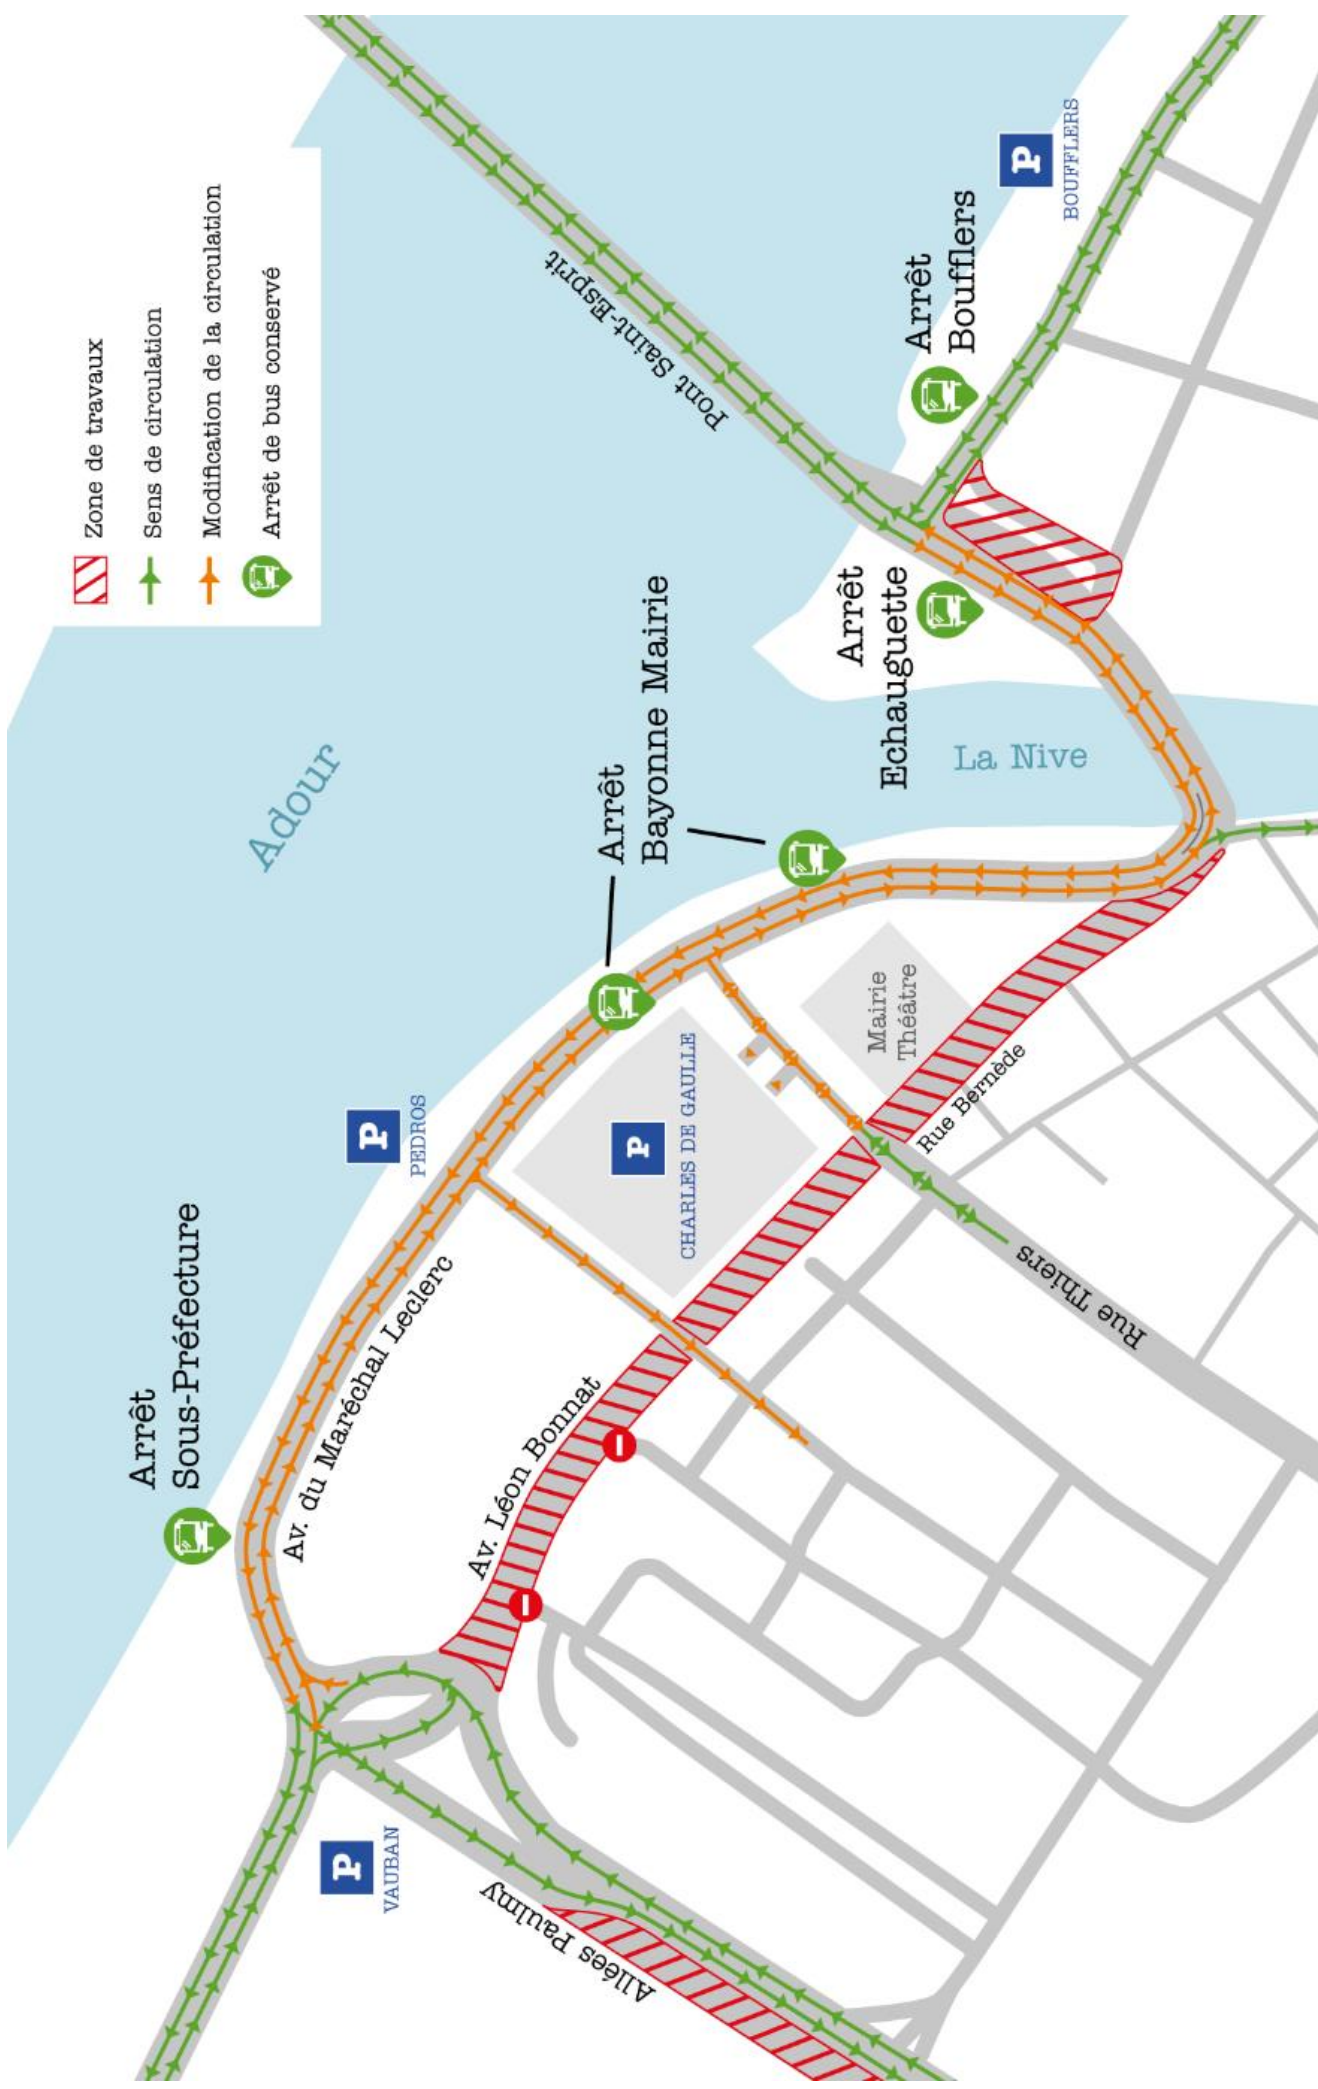 Zone de travaux
Sens de circulation
Modification de la circulation
Arrêt de bus conservé
Arrêt
Sous-Préfecture
P
PEDROS
Adour
Arrêt
Bayonne Mairie
Pont Saint-Esprit
Arrêt
Boufflers
P
BOUFFLERS
Arrêt
Echauguette
La Nive
P
VAUBAN
Av. du Maréchal Leclerc
Av. Léon Bonnat
P
CHARLES DE GAULLE
Mairie
Théâtre
Rue Bernède
Rue Thiers
Allées Paulmy